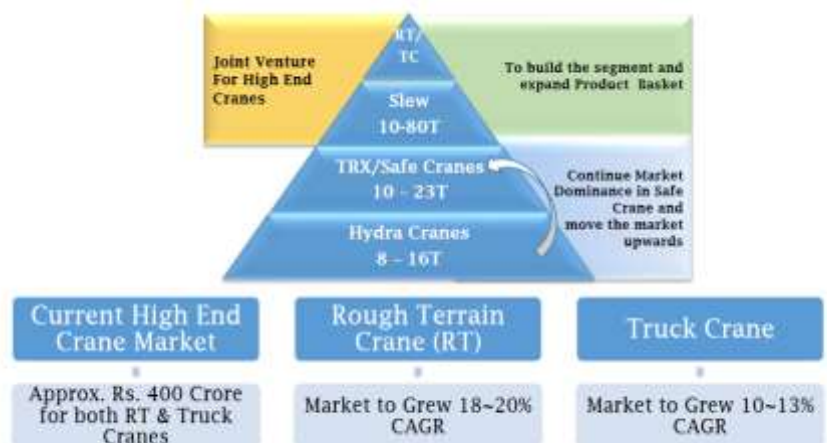 Joint Venture
For High End
Cranes
RT/
TC
Slew
10-80T
TRX/Safe Cranes
10 – 23T
Hydra Cranes
8 – 16T
To build the segment and
expand Product Basket
Continue Market
Dominance in Safe
Crane and
move the market
upwards
Current High End
Crane Market
Approx. Rs. 400 Crore
for both RT & Truck
Cranes
Rough Terrain
Crane (RT)
Market to Grew 18~20%
CAGR
Truck Crane
Market to Grew 10~13%
CAGR